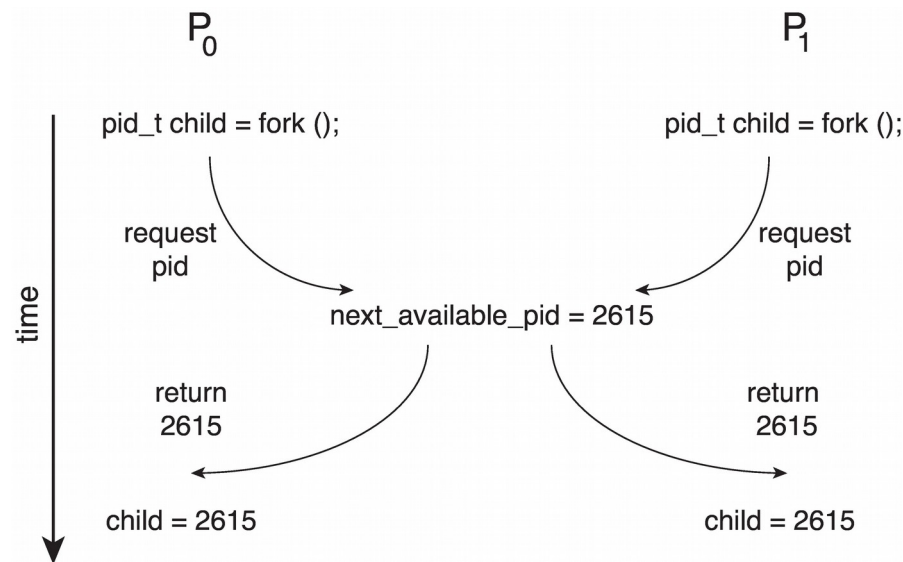 P0 P1
pid_t child = fork (); pid_t child = fork ();
request request
pid pid
next_available_pid = 2615
time
return return
2615 2615
child = 2615 child = 2615